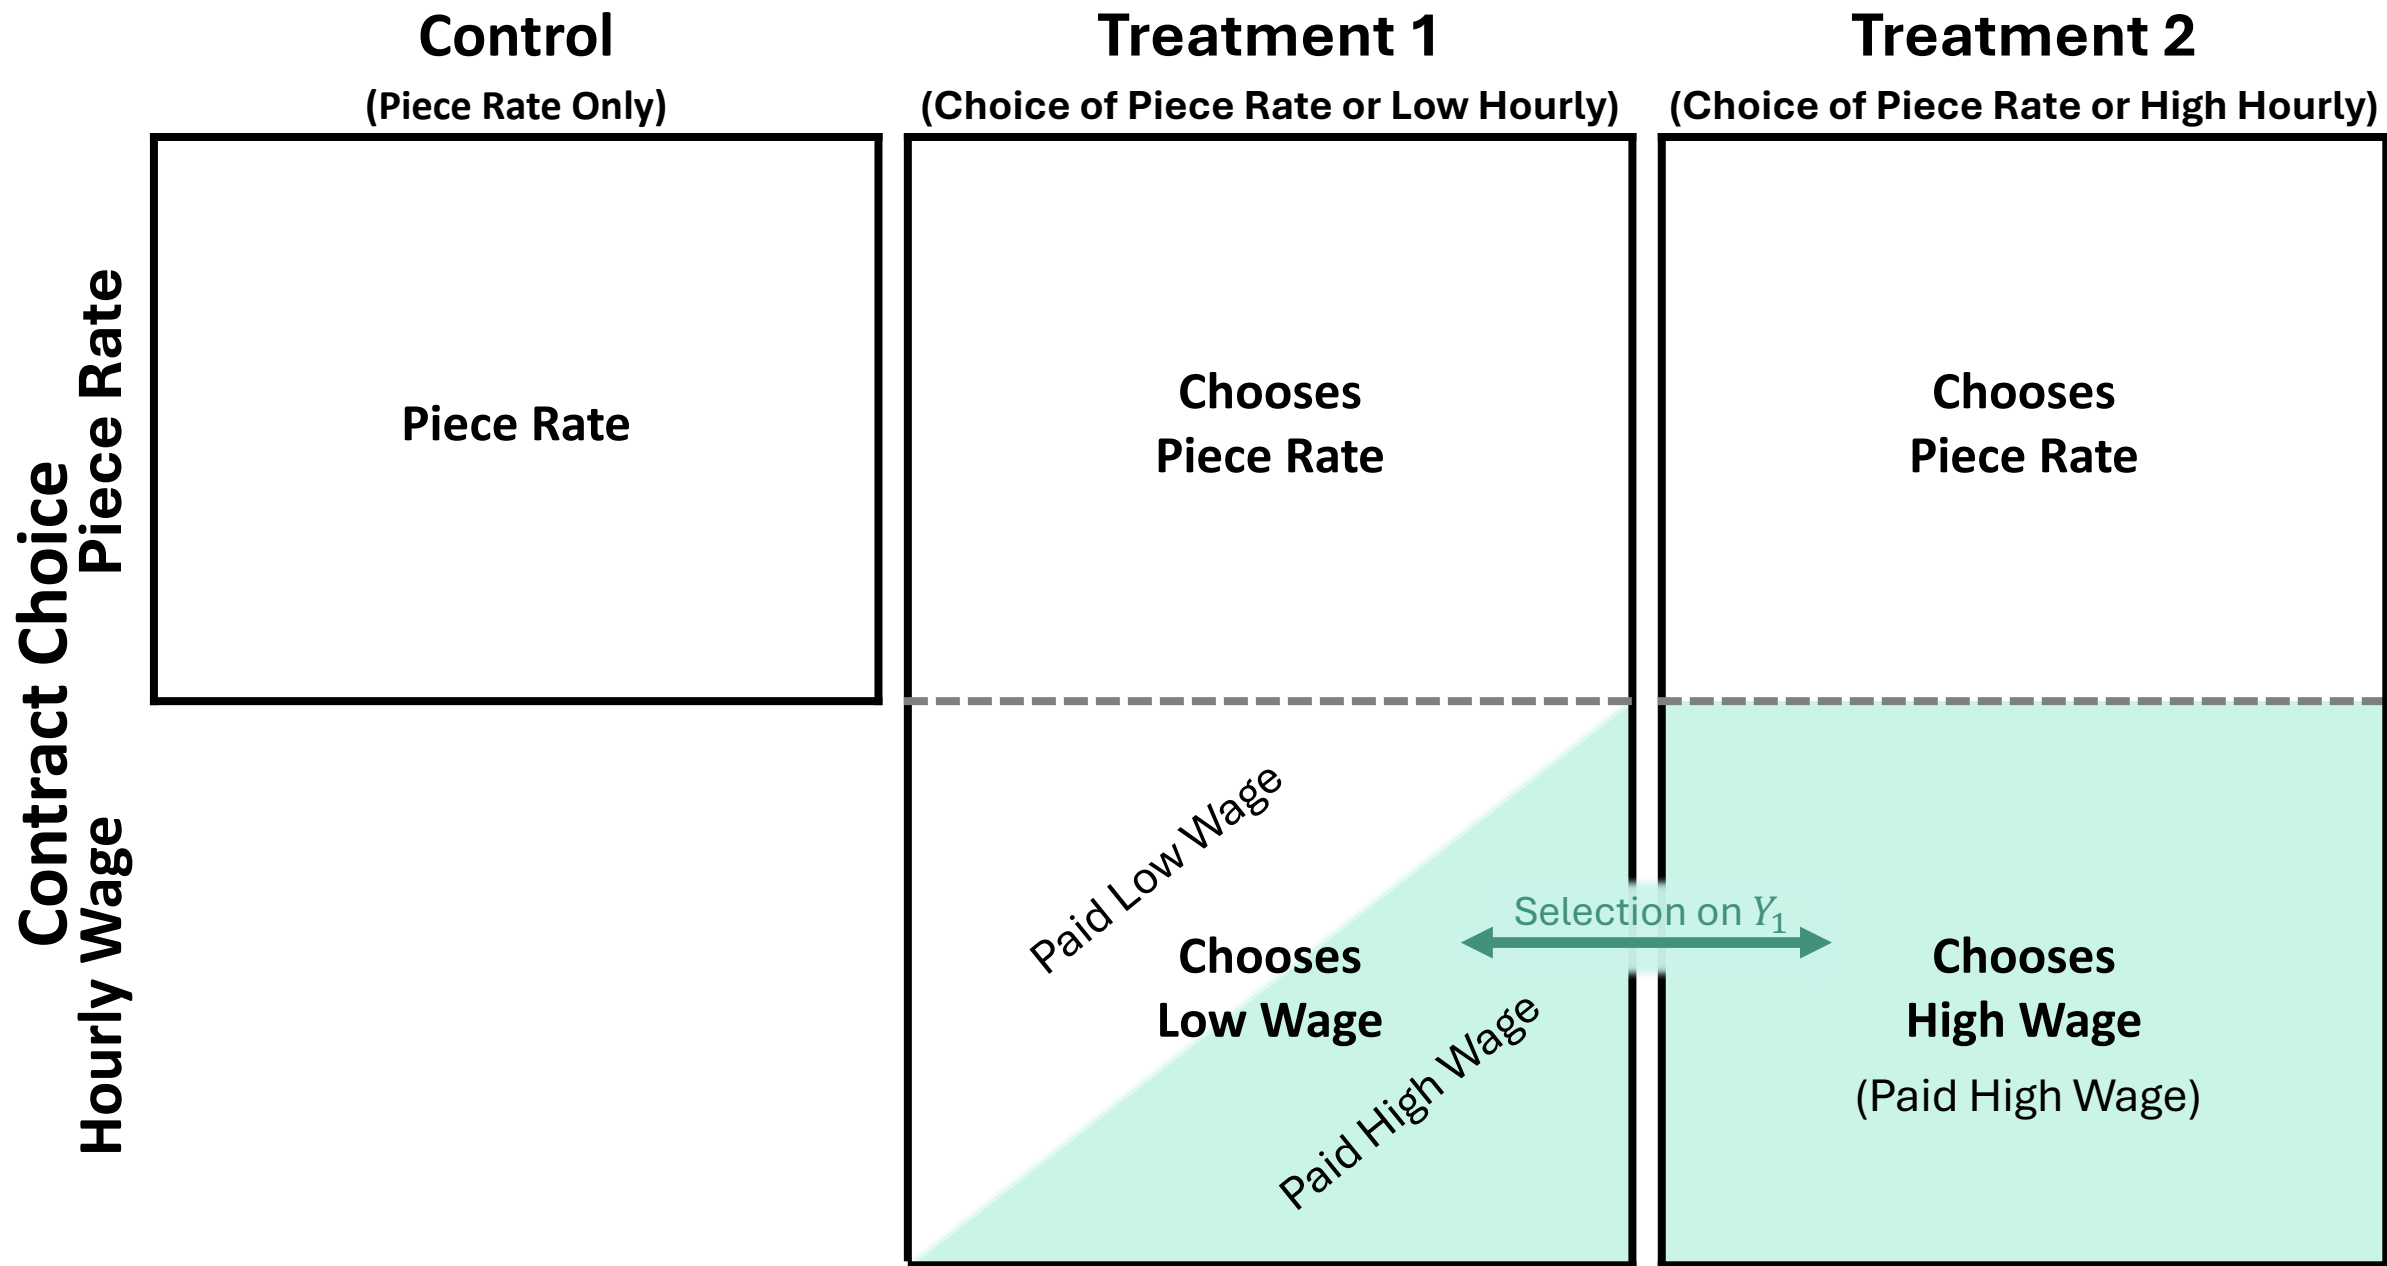 Control
(Piece Rate Only)
Treatment 1
(Choice of Piece Rate or Low Hourly)
Treatment 2
(Choice of Piece Rate or High Hourly)
Contract Choice
Piece Rate
Hourly Wage
Piece Rate
Chooses
Piece Rate
Chooses
Piece Rate
Paid Low Wage
Chooses
Low Wage
Paid High Wage
Selection on Y₁
Chooses
High Wage
(Paid High Wage)